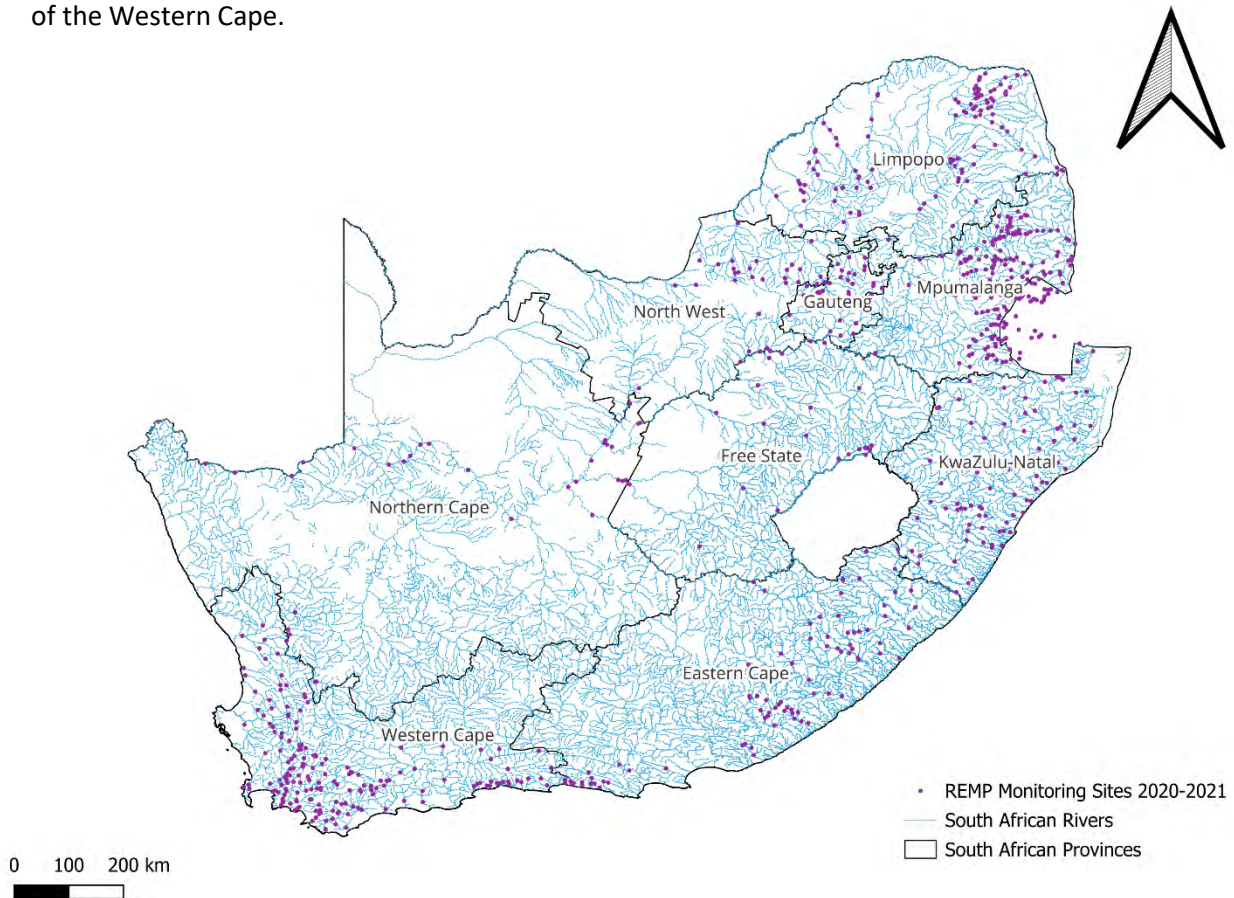 of the Western Cape.
Limpopo
Mpumalanga
Gauteng
North West
Free State
KwaZulu-Natal
Northern Cape
Eastern Cape
Western Cape
REMP Monitoring Sites 2020-2021
South African Rivers
South African Provinces
0 100 200 km